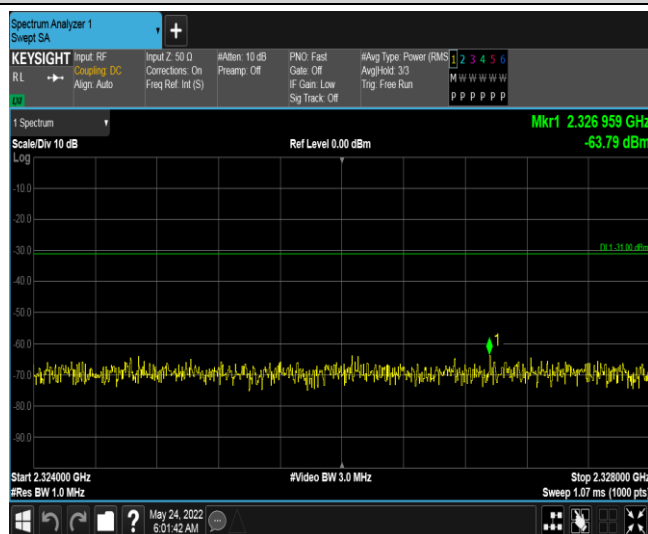 Spectrum Analyzer 1
Swept SA
+
KEYSIGHT Input: RF Input Z: 50 Ω #Atten: 10 dB PNO: Fast #Avg Type: Power (RMS 1 2 3 4 5 6
RL Coupling: DC Corrections: On Preamp: Off Gate: Off Avg|Hold: 3/3 M W W W W W
Align: Auto Freq Ref: Int (S) IF Gain: Low Trig: Free Run
Sig Track: Off P P P P P P
LXI
1 Spectrum Mkr1 2.326 959 GHz
Scale/Div 10 dB Ref Level 0.00 dBm -63.79 dBm
Log
-10.0
-20.0
-30.0 DL1 -31.00 dBm
-40.0
-50.0
-60.0 1
-70.0
-80.0
-90.0
Start 2.324000 GHz #Video BW 3.0 MHz Stop 2.328000 GHz
#Res BW 1.0 MHz Sweep 1.07 ms (1000 pts)
? May 24, 2022
6:01:42 AM